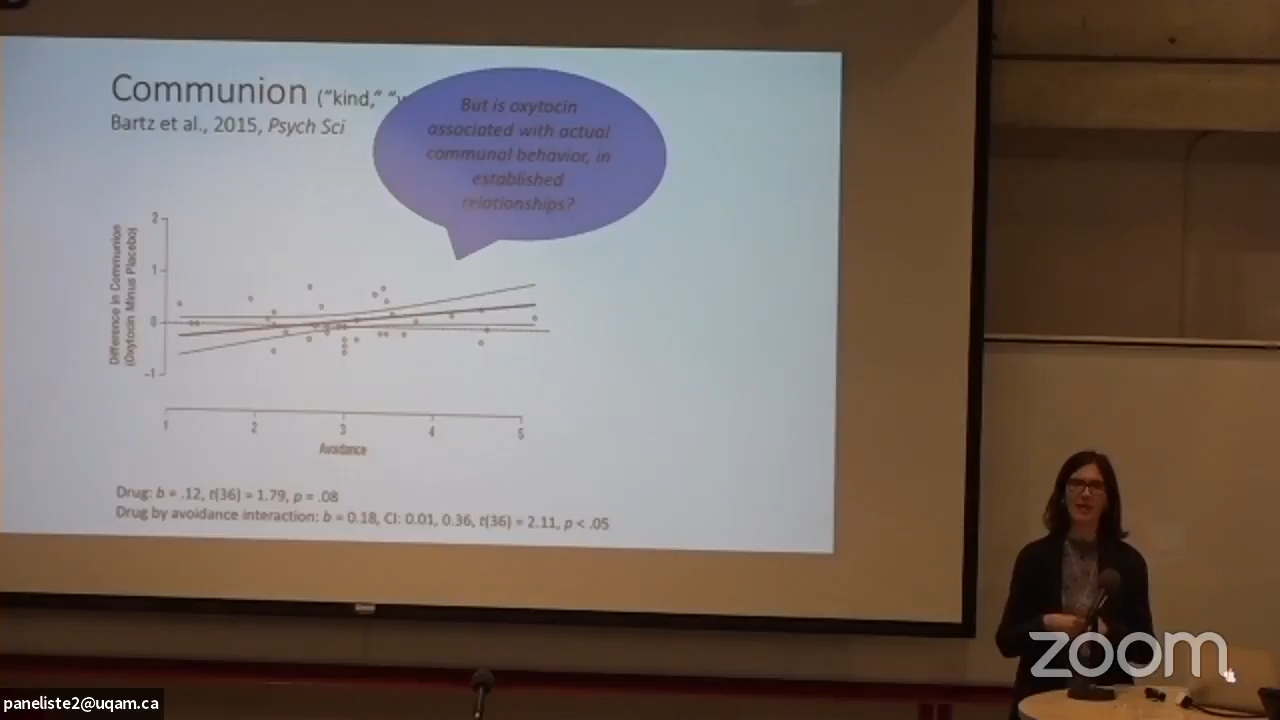 Communion ("kind," "w
Bartz et al., 2015, Psych Sci
But is oxytocin
associated with actual
communal behavior, in
established
relationships?
Difference in Communion
(Oxytocin Minus Placebo)
2
1
0
–1
1 2 3 4 5
Avoidance
Drug: b = .12, t(36) = 1.79, p = .08
Drug by avoidance interaction: b = 0.18, CI: 0.01, 0.36, t(36) = 2.11, p < .05
zoom
paneliste2@uqam.ca